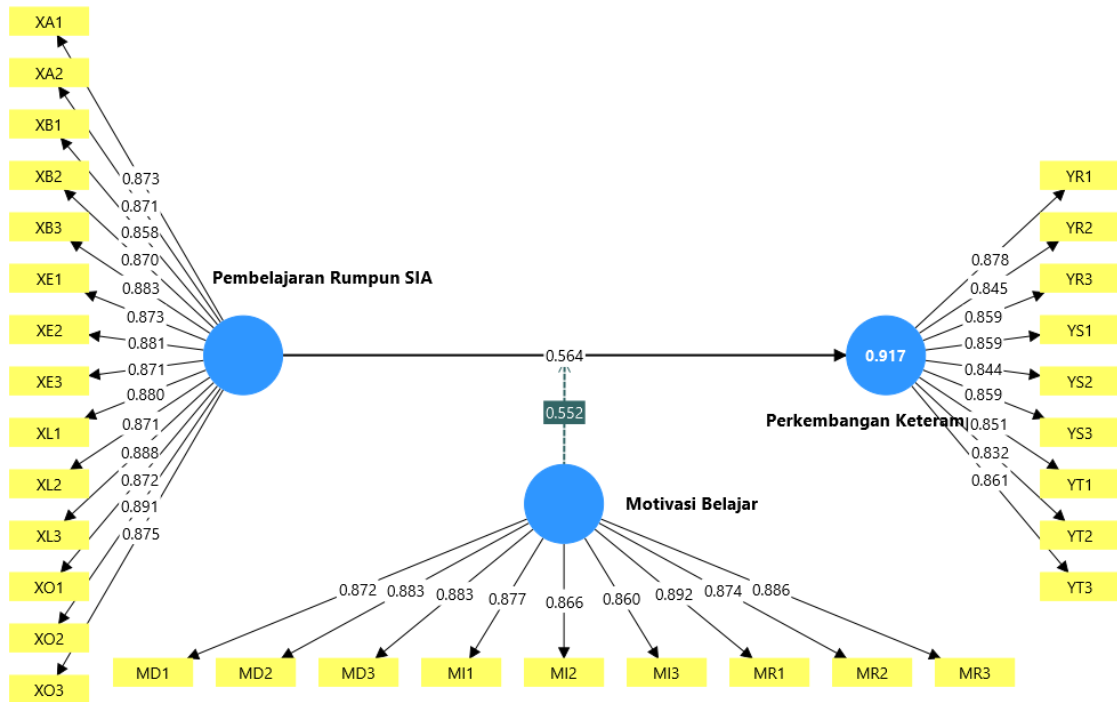 XA1
XA2
XB1
XB2
XB3
XE1
XE2
XE3
XL1
XL2
XL3
XO1
XO2
XO3
0.873
0.871
0.858
0.870
0.883
0.873
0.881
0.871
0.880
0.871
0.888
0.872
0.891
0.875
Pembelajaran Rumpun SIA
0.564
0.552
0.917
Perkembangan Keteram
Motivasi Belajar
0.878
0.845
0.859
0.859
0.844
0.859
0.851
0.832
0.861
YR1
YR2
YR3
YS1
YS2
YS3
YT1
YT2
YT3
0.872
0.883
0.883
0.877
0.866
0.860
0.892
0.874
0.886
MD1
MD2
MD3
MI1
MI2
MI3
MR1
MR2
MR3